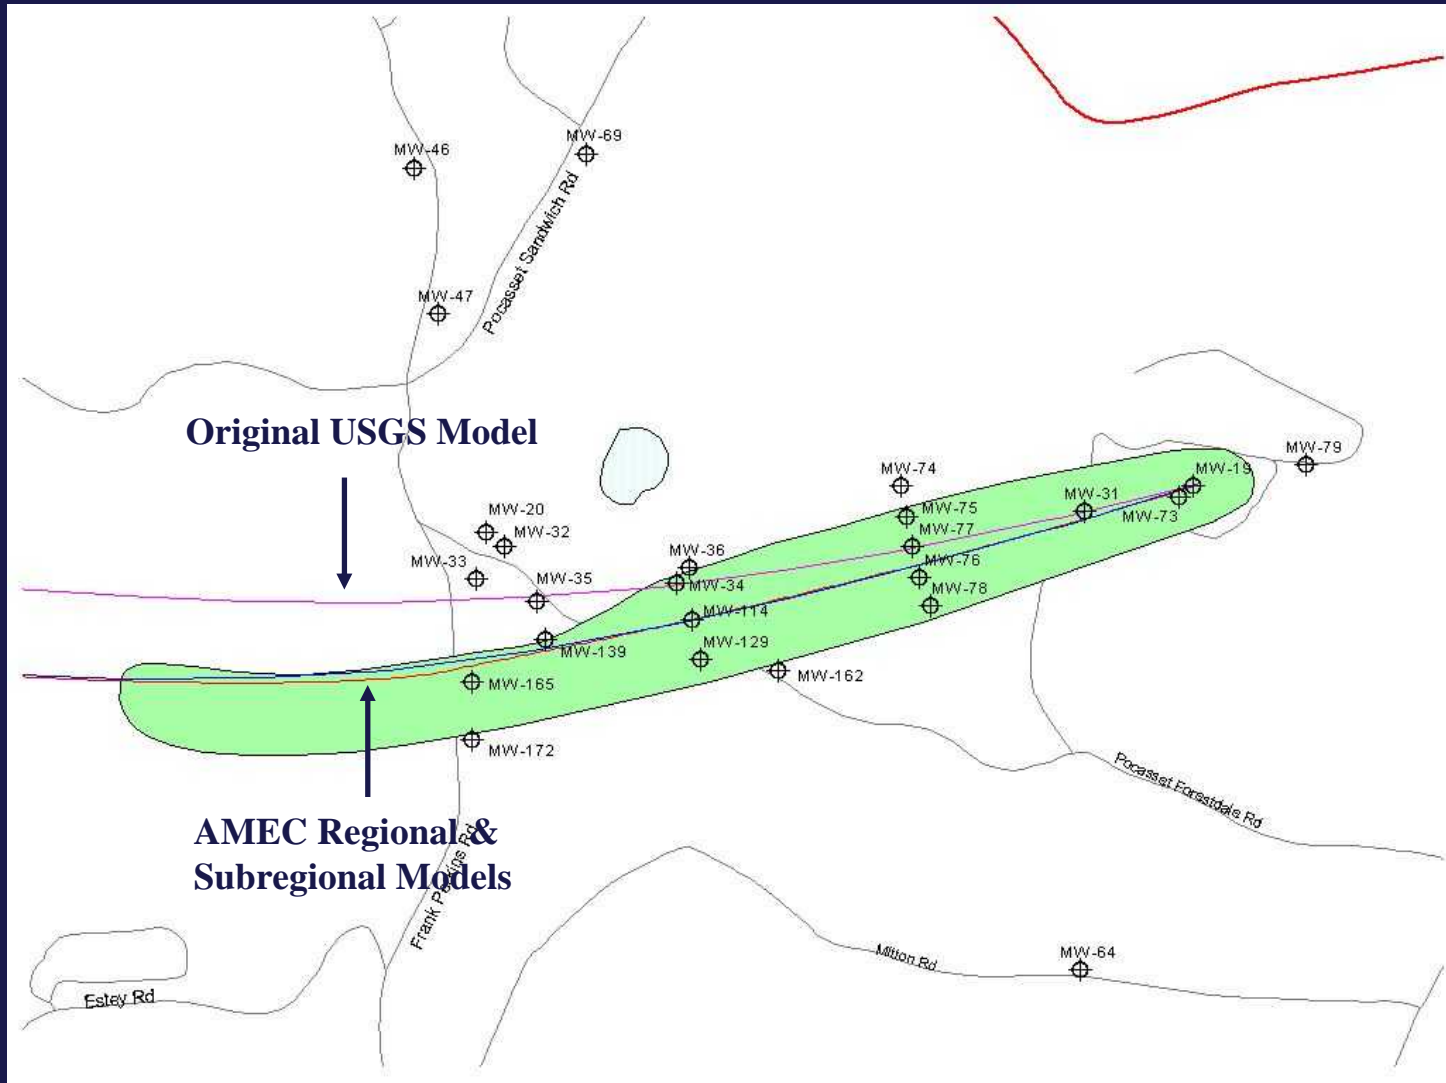 MW-69
MW-46
Pocasset Sandwich Rd
MW-47
Original USGS Model
MW-79
MW-74
MW-19
MW-31
MW-73
MW-20
MW-75
MW-32
MW-77
MW-36
MW-33
MW-76
MW-35
MW-34
MW-78
MW-114
MW-129
MW-139
MW-162
MW-165
MW-172
Pocasset Forestdale Rd
AMEC Regional &
Subregional Models
Frank Perkins Rd
Mitton Rd
MW-64
Estey Rd